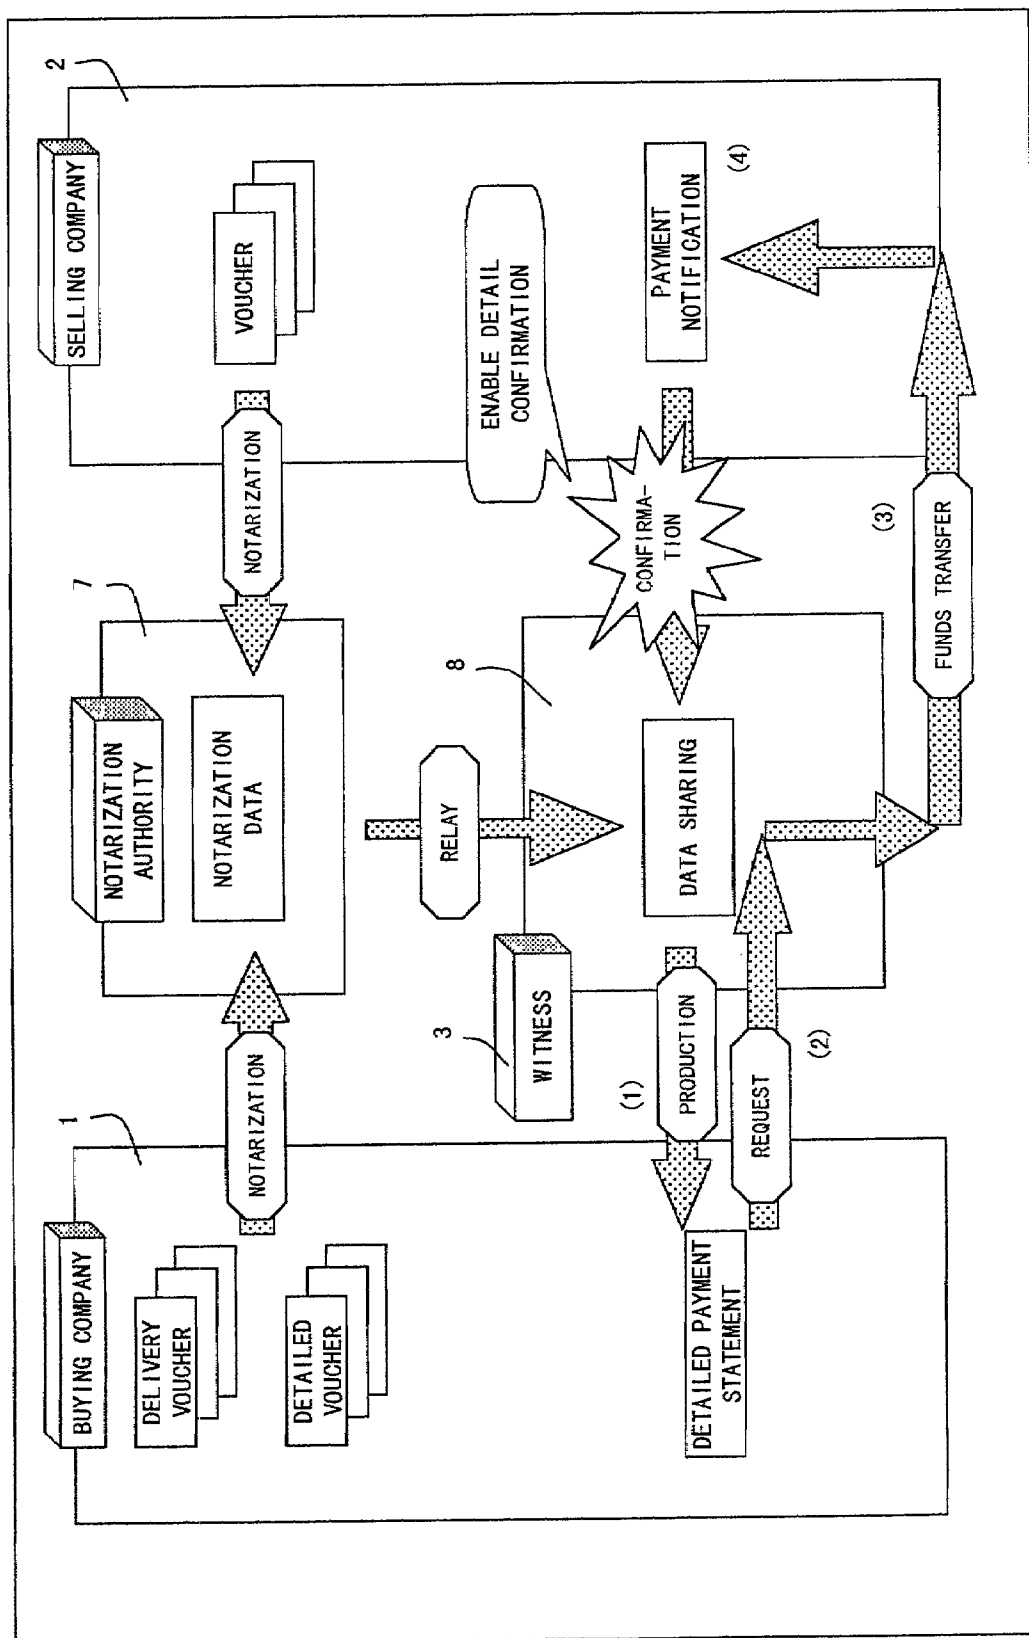 BUYING COMPANY
1
DELIVERY
VOUCHER
DETAILED
VOUCHER
NOTARIZATION
NOTARIZATION
AUTHORITY
7
NOTARIZATION
DATA
NOTARIZATION
SELLING COMPANY
2
VOUCHER
RELAY
ENABLE DETAIL
CONFIRMATION
WITNESS
3
8
(1)
PRODUCTION
DATA SHARING
CONFIRMA-
TION
PAYMENT
NOTIFICATION
(4)
DETAILED PAYMENT
STATEMENT
REQUEST
(2)
(3)
FUNDS TRANSFER